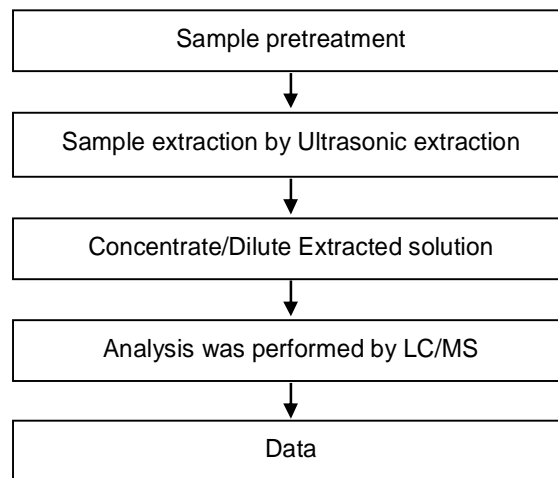 Sample pretreatment
Sample extraction by Ultrasonic extraction
Concentrate/Dilute Extracted solution
Analysis was performed by LC/MS
Data